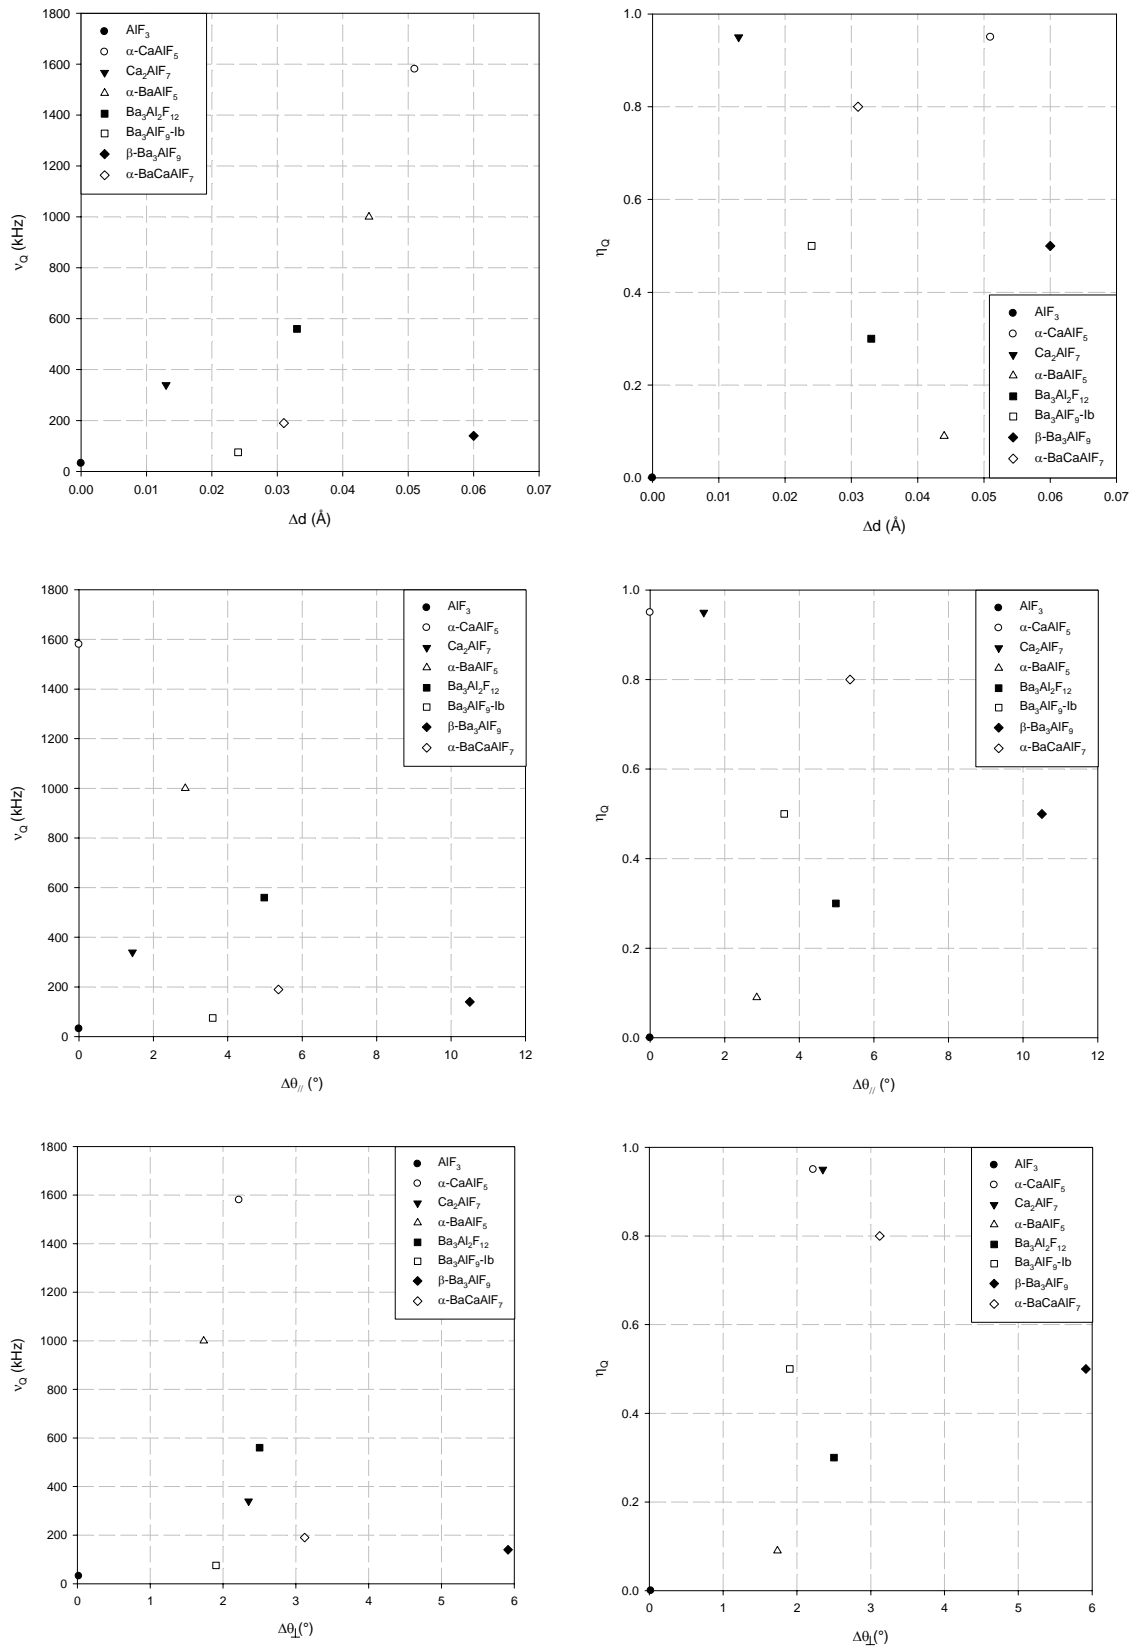 1800
1600
1400
1200
1000
800
600
400
200
0
ν_Q (kHz)
AlF₃
α-CaAlF₅
Ca₂AlF₇
α-BaAlF₅
Ba₃Al₂F₁₂
Ba₃AlF₉-Ib
β-Ba₃AlF₉
α-BaCaAlF₇
0.00 0.01 0.02 0.03 0.04 0.05 0.06 0.07
Δd (Å)
1.0
0.8
0.6
0.4
0.2
0.0
η_Q
AlF₃
α-CaAlF₅
Ca₂AlF₇
α-BaAlF₅
Ba₃Al₂F₁₂
Ba₃AlF₉-Ib
β-Ba₃AlF₉
α-BaCaAlF₇
0.00 0.01 0.02 0.03 0.04 0.05 0.06 0.07
Δd (Å)
1800
1600
1400
1200
1000
800
600
400
200
0
ν_Q (kHz)
AlF₃
α-CaAlF₅
Ca₂AlF₇
α-BaAlF₅
Ba₃Al₂F₁₂
Ba₃AlF₉-Ib
β-Ba₃AlF₉
α-BaCaAlF₇
0 2 4 6 8 10 12
Δθ// (°)
1.0
0.8
0.6
0.4
0.2
0.0
η_Q
AlF₃
α-CaAlF₅
Ca₂AlF₇
α-BaAlF₅
Ba₃Al₂F₁₂
Ba₃AlF₉-Ib
β-Ba₃AlF₉
α-BaCaAlF₇
0 2 4 6 8 10 12
Δθ// (°)
1800
1600
1400
1200
1000
800
600
400
200
0
ν_Q (kHz)
AlF₃
α-CaAlF₅
Ca₂AlF₇
α-BaAlF₅
Ba₃Al₂F₁₂
Ba₃AlF₉-Ib
β-Ba₃AlF₉
α-BaCaAlF₇
0 1 2 3 4 5 6
Δθ⊥(°)
1.0
0.8
0.6
0.4
0.2
0.0
η_Q
AlF₃
α-CaAlF₅
Ca₂AlF₇
α-BaAlF₅
Ba₃Al₂F₁₂
Ba₃AlF₉-Ib
β-Ba₃AlF₉
α-BaCaAlF₇
0 1 2 3 4 5 6
Δθ⊥(°)